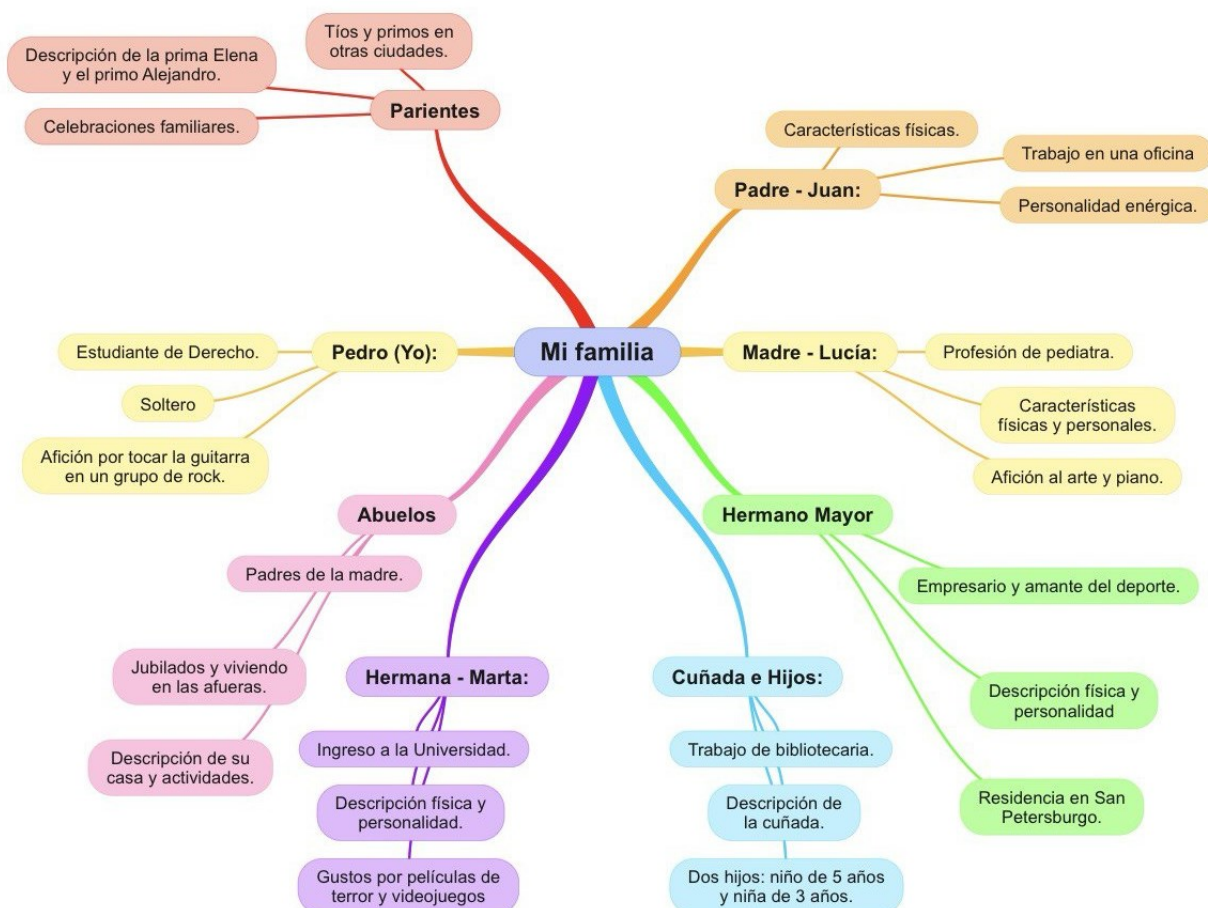 Tíos y primos en
otras ciudades.
Descripción de la prima Elena
y el primo Alejandro.
Celebraciones familiares.
Parientes
Características físicas.
Trabajo en una oficina
Padre - Juan:
Personalidad enérgica.
Mi familia
Estudiante de Derecho.
Pedro (Yo):
Soltero
Afición por tocar la guitarra
en un grupo de rock.
Madre - Lucía:
Profesión de pediatra.
Características
físicas y personales.
Afición al arte y piano.
Abuelos
Padres de la madre.
Jubilados y viviendo
en las afueras.
Descripción de su
casa y actividades.
Hermano Mayor
Empresario y amante del deporte.
Descripción física y
personalidad
Residencia en San
Petersburgo.
Hermana - Marta:
Ingreso a la Universidad.
Descripción física y
personalidad.
Gustos por películas de
terror y videojuegos
Cuñada e Hijos:
Trabajo de bibliotecaria.
Descripción de
la cuñada.
Dos hijos: niño de 5 años
y niña de 3 años.